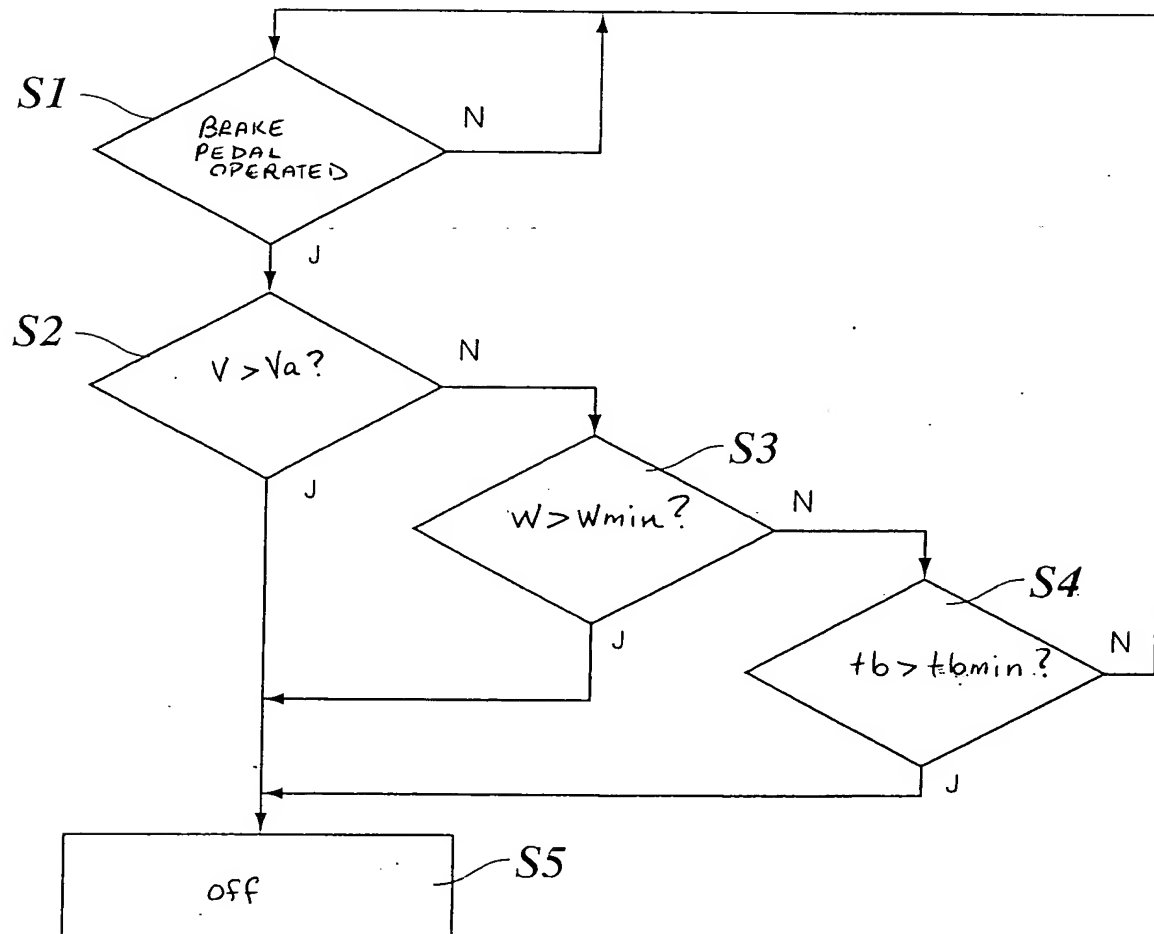 S1
BRAKE
PEDAL
OPERATED
N
J
S2
V > Va?
N
J
S3
W > Wmin?
N
J
S4
tb > tbmin?
N
J
S5
off